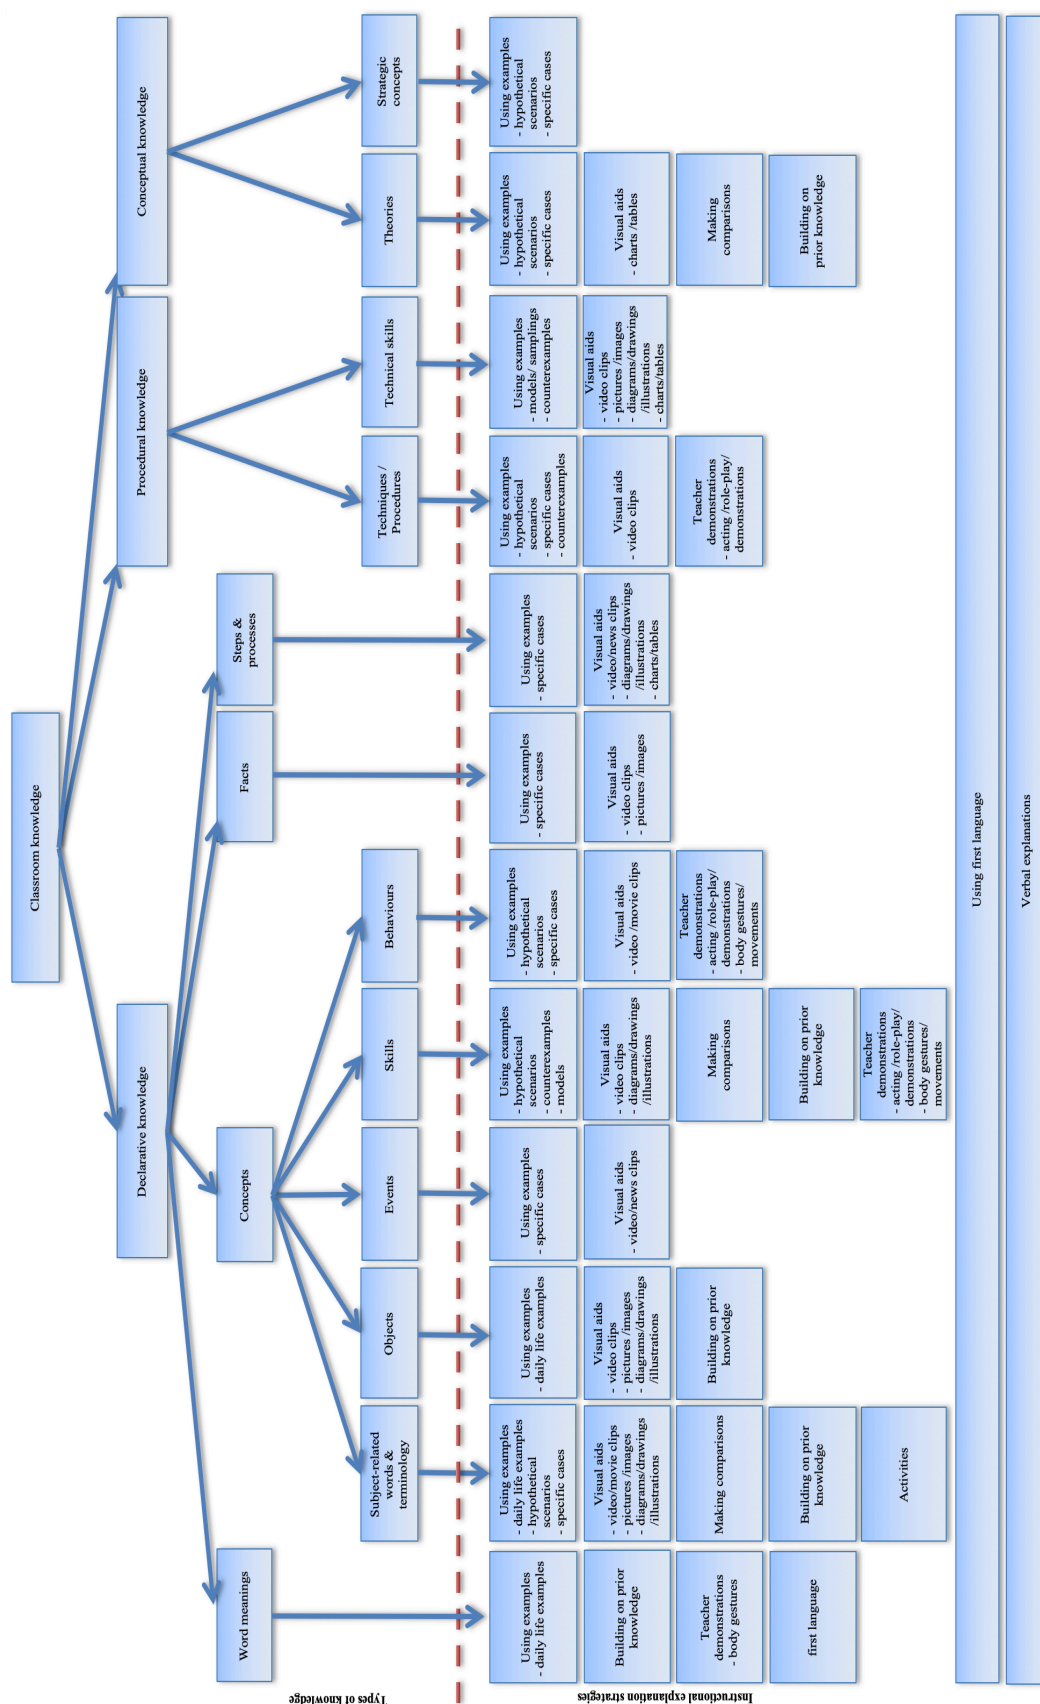 Classroom knowledge
Declarative knowledge
Procedural knowledge
Conceptual knowledge
Word meanings
Concepts
Facts
Steps &
processes
Subject-related
words &
terminology
Objects
Events
Skills
Behaviours
Techniques /
Procedures
Technical skills
Theories
Strategic
concepts
Types of knowledge
Instructional explanation strategies
Using examples
- daily life examples
Building on prior
knowledge
Teacher
demonstrations
- body gestures
first language
Using examples
- daily life examples
- hypothetical
scenarios
- specific cases
Visual aids
- video/movie clips
- pictures /images
- diagrams/drawings
/illustrations
Making comparisons
Building on prior
knowledge
Activities
Using examples
- daily life examples
Visual aids
- video clips
- pictures /images
- diagrams/drawings
/illustrations
Building on prior
knowledge
Using examples
- specific cases
Visual aids
- video/news clips
Using examples
- hypothetical
scenarios
- counterexamples
- models
Visual aids
- video clips
- diagrams/drawings
/illustrations
Making
comparisons
Building on prior
knowledge
Teacher
demonstrations
- acting /role-play/
demonstrations
- body gestures/
movements
Using examples
- hypothetical
scenarios
- specific cases
Visual aids
- video /movie clips
Teacher
demonstrations
- acting /role-play/
demonstrations
- body gestures/
movements
Using examples
- specific cases
Visual aids
- video clips
- pictures /images
Using examples
- specific cases
Visual aids
- video/news clips
- diagrams/drawings
/illustrations
- charts/tables
Using examples
- hypothetical
scenarios
- specific cases
- counterexamples
Visual aids
- video clips
Teacher
demonstrations
- acting /role-play/
demonstrations
Using examples
- models/ samplings
- counterexamples
Visual aids
- video clips
- pictures /images
- diagrams/drawings
/illustrations
- charts/tables
Using examples
- hypothetical
scenarios
- specific cases
Visual aids
- charts /tables
Making
comparisons
Building on
prior knowledge
Using examples
- hypothetical
scenarios
- specific cases
Using first language
Verbal explanations